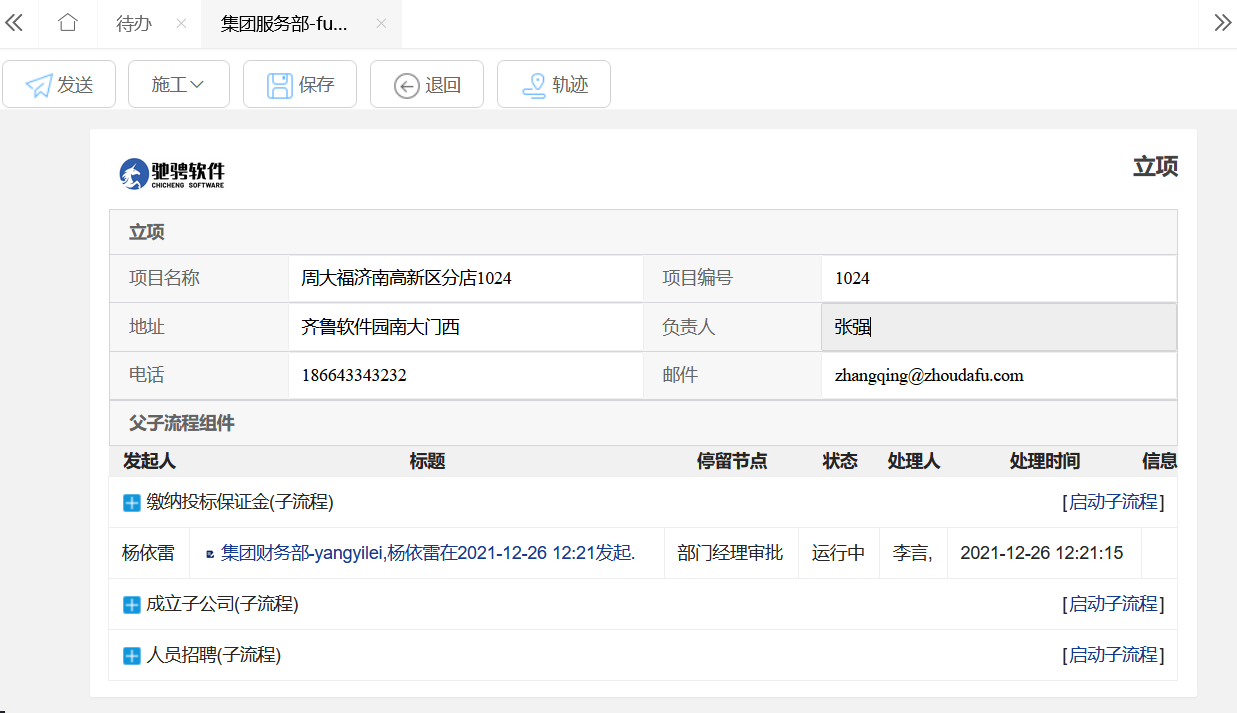 待办 集团服务部-fu...
发送 施工 保存 退回 轨迹
驰骋软件
CHICHENG SOFTWARE
立项
立项
项目名称 周大福济南高新区分店1024 项目编号 1024
地址 齐鲁软件园南大门西 负责人 张强
电话 186643343232 邮件 zhangqing@zhoudafu.com
父子流程组件
发起人 标题 停留节点 状态 处理人 处理时间 信息
缴纳投标保证金(子流程) [启动子流程]
杨依雷 集团财务部-yangyilei,杨依雷在2021-12-26 12:21发起. 部门经理审批 运行中 李言, 2021-12-26 12:21:15
成立子公司(子流程) [启动子流程]
人员招聘(子流程) [启动子流程]